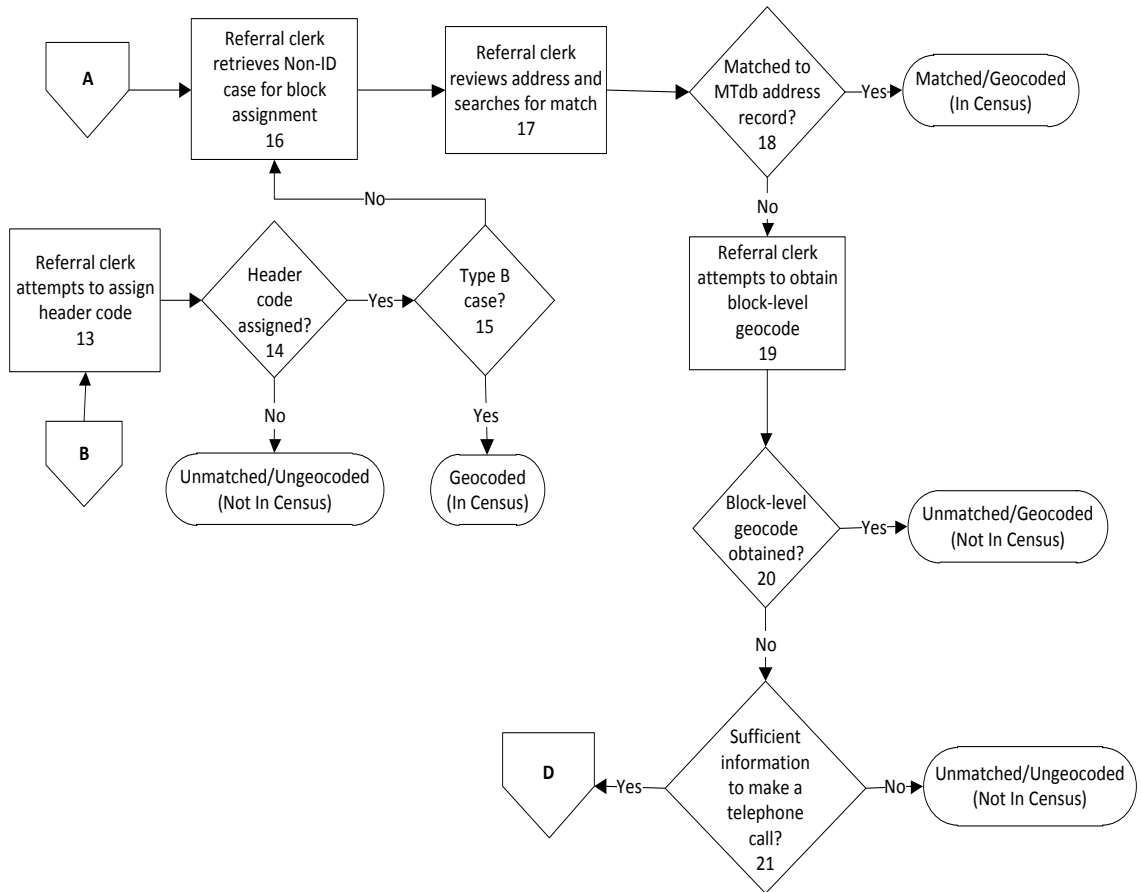 A
Referral clerk
retrieves Non-ID
case for block
assignment
16
Referral clerk
reviews address and
searches for match
17
Matched to
MTdb address
record?
18
Yes
Matched/Geocoded
(In Census)
No
No
Referral clerk
attempts to assign
header code
13
Header
code
assigned?
14
Yes
Type B
case?
15
Referral clerk
attempts to obtain
block-level
geocode
19
B
No
Unmatched/Ungeocoded
(Not In Census)
Yes
Geocoded
(In Census)
Block-level
geocode
obtained?
20
Yes
Unmatched/Geocoded
(Not In Census)
No
D
Yes
Sufficient
information
to make a
telephone
call?
21
No
Unmatched/Ungeocoded
(Not In Census)